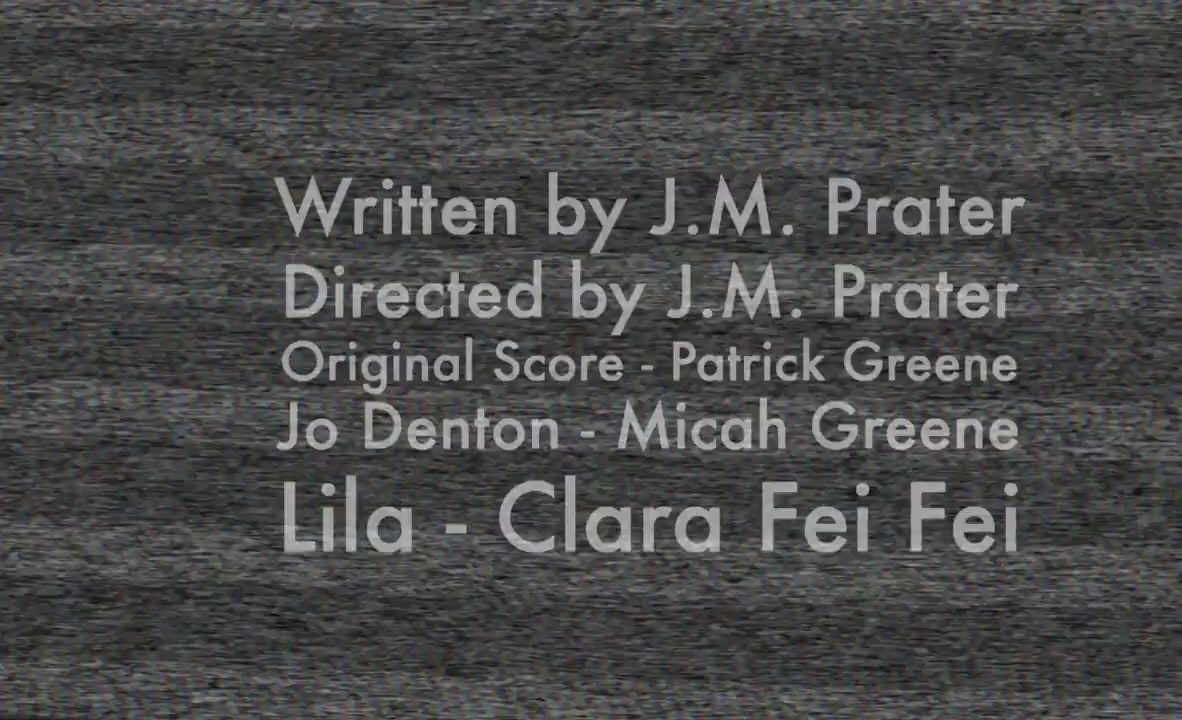 Written by J.M. Prater
Directed by J.M. Prater
Original Score - Patrick Greene
Jo Denton - Micah Greene
Lila - Clara Fei Fei